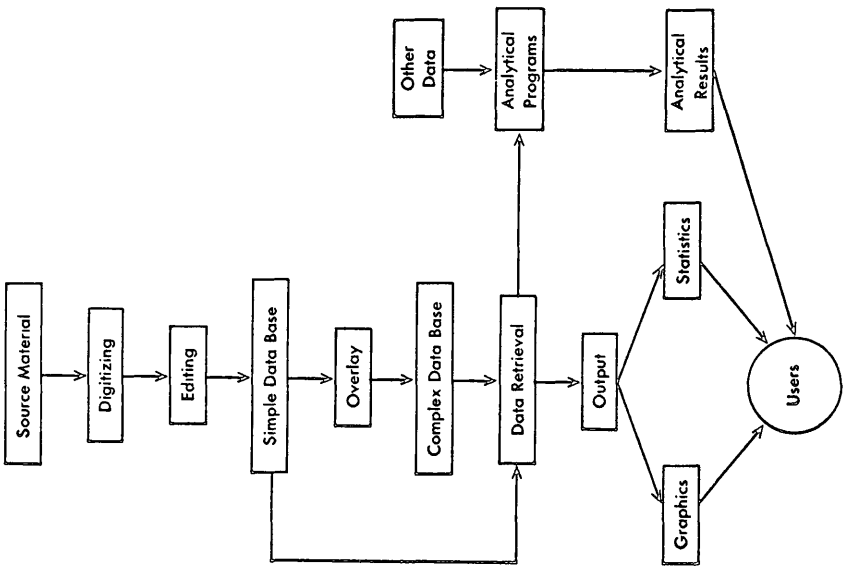 Source Material
Digitizing
Editing
Simple Data Base
Overlay
Complex Data Base
Data Retrieval
Output
Graphics
Statistics
Users
Other
Data
Analytical
Programs
Analytical
Results